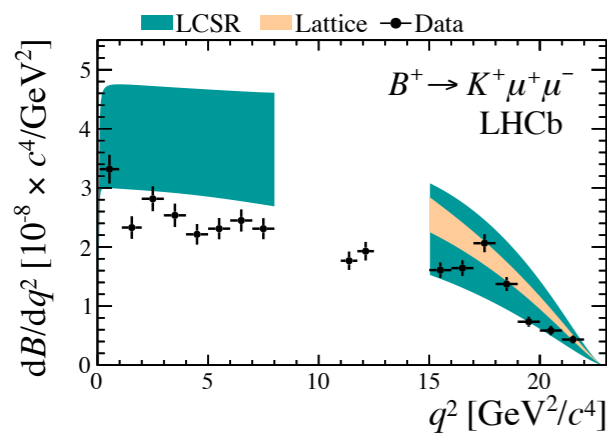 LCSR Lattice Data
B⁺ → K⁺μ⁺μ⁻
LHCb
dB/dq² [10⁻⁸ × c⁴/GeV²]
5
4
3
2
1
0
0 5 10 15 20
q² [GeV²/c⁴]